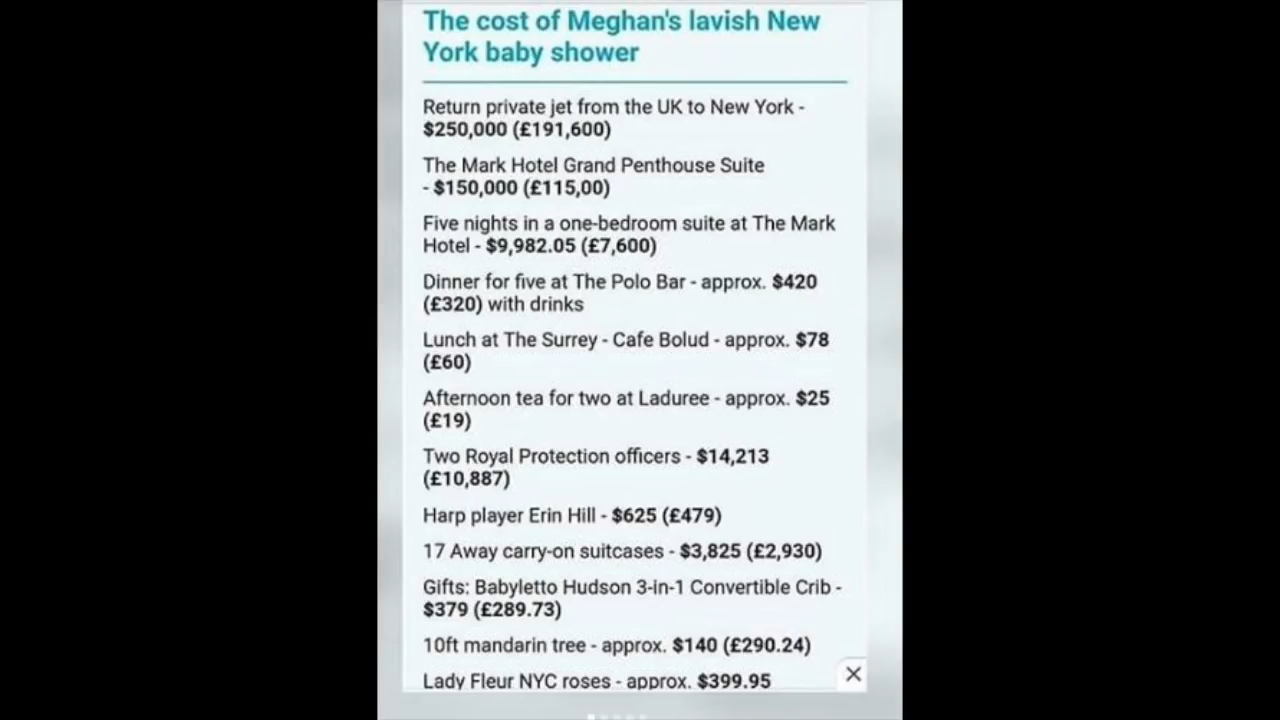 The cost of Meghan's lavish New
York baby shower
Return private jet from the UK to New York -
$250,000 (£191,600)
The Mark Hotel Grand Penthouse Suite
- $150,000 (£115,00)
Five nights in a one-bedroom suite at The Mark
Hotel - $9,982.05 (£7,600)
Dinner for five at The Polo Bar - approx. $420
(£320) with drinks
Lunch at The Surrey - Cafe Bolud - approx. $78
(£60)
Afternoon tea for two at Laduree - approx. $25
(£19)
Two Royal Protection officers - $14,213
(£10,887)
Harp player Erin Hill - $625 (£479)
17 Away carry-on suitcases - $3,825 (£2,930)
Gifts: Babyletto Hudson 3-in-1 Convertible Crib -
$379 (£289.73)
10ft mandarin tree - approx. $140 (£290.24)
Lady Fleur NYC roses - approx. $399.95